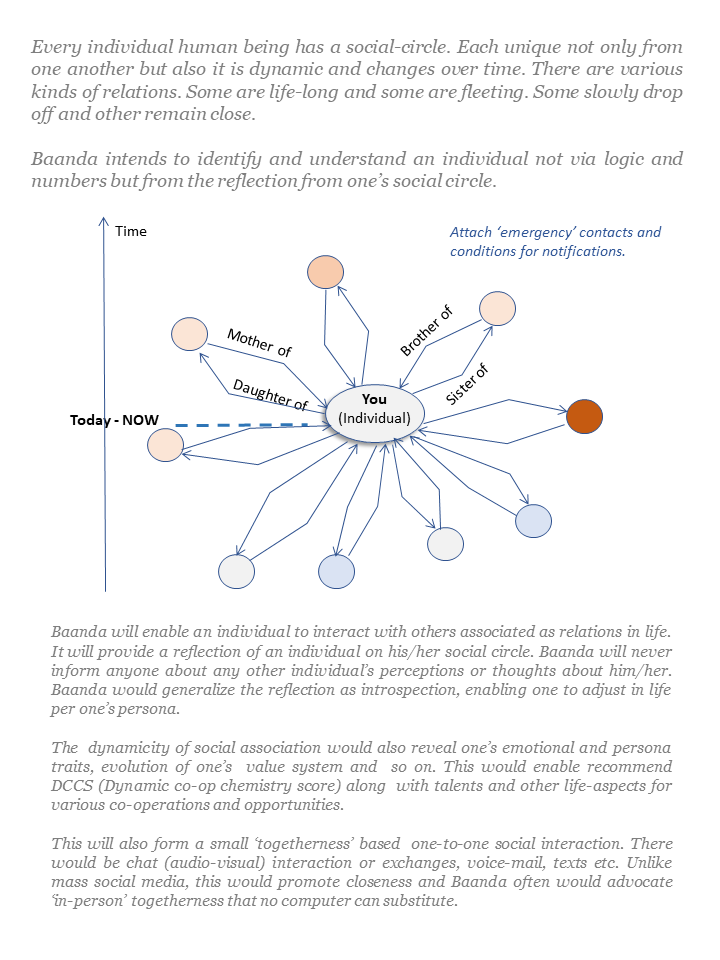 Every individual human being has a social-circle. Each unique not only from
one another but also it is dynamic and changes over time. There are various
kinds of relations. Some are life-long and some are fleeting. Some slowly drop
off and other remain close.
Baanda intends to identify and understand an individual not via logic and
numbers but from the reflection from one's social circle.
Time
Attach 'emergency' contacts and
conditions for notifications.
Mother of
Brother of
Daughter of
Sister of
You
(Individual)
Today - NOW
Baanda will enable an individual to interact with others associated as relations in life.
It will provide a reflection of an individual on his/her social circle. Baanda will never
inform anyone about any other individual's perceptions or thoughts about him/her.
Baanda would generalize the reflection as introspection, enabling one to adjust in life
per one's persona.
The dynamicity of social association would also reveal one's emotional and persona
traits, evolution of one's value system and so on. This would enable recommend
DCCS (Dynamic co-op chemistry score) along with talents and other life-aspects for
various co-operations and opportunities.
This will also form a small 'togetherness' based one-to-one social interaction. There
would be chat (audio-visual) interaction or exchanges, voice-mail, texts etc. Unlike
mass social media, this would promote closeness and Baanda often would advocate
'in-person' togetherness that no computer can substitute.